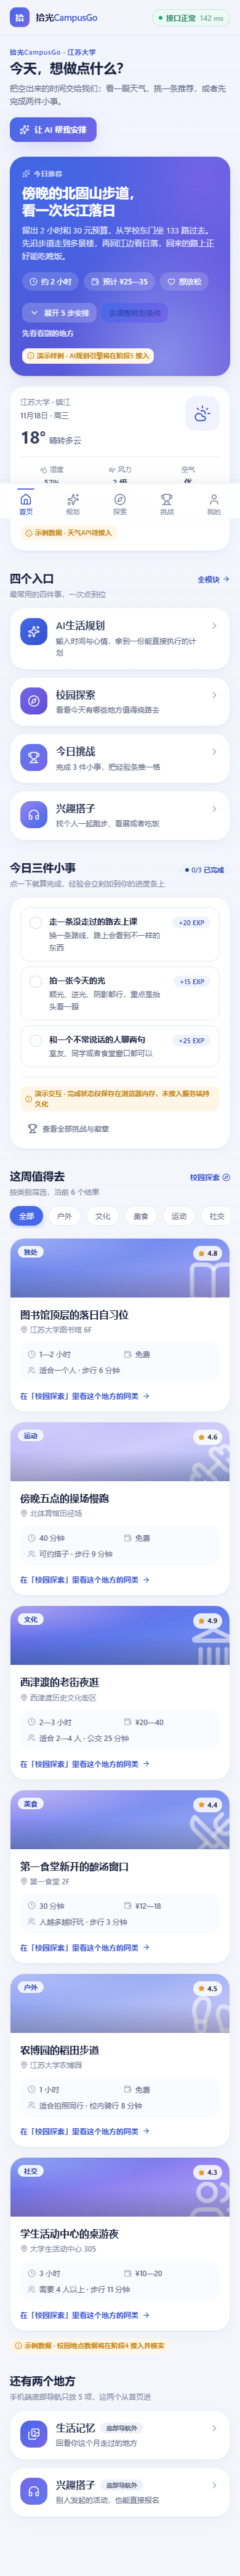 拾
拾光CampusGo
接口正常 142 ms
拾光CampusGo · 江苏大学
今天，想做点什么？
把空出来的时间交给我们：看一眼天气，挑一条推荐，或者先
完成两件小事。
让 AI 帮我安排
今日推荐
傍晚的北固山步道，
看一次长江落日
留出 2 小时和 30 元预算，从学校东门坐 133 路过去。
先沿步道走到多景楼，再回江边看日落，回来的路上正
好能吃晚饭。
约 2 小时
预计 ¥25—35
想放松
展开 5 步安排
去调整规划条件
先看看别的地方
演示样例 · AI规划引擎将在阶段5 接入
江苏大学 · 镇江
11月18日 · 周三
18° 晴转多云
湿度
风力
空气
首页
规划
探索
挑战
我的
示例数据 · 天气API待接入
四个入口
全模块
最常用的四件事，一次点到位
AI生活规划
输入时间与心情，拿到一份能直接执行的计
划
校园探索
看看今天有哪些地方值得绕路去
今日挑战
完成 3 件小事，把经验条推一格
兴趣搭子
找个人一起跑步、看展或者吃饭
今日三件小事
0/3 已完成
点一下就算完成，经验会立刻加到你的进度条上
走一条没走过的路去上课
+20 EXP
换一条路线，路上会看到不一样的
东西
拍一张今天的光
+15 EXP
顺光、逆光、阴影都行，重点是抬
头看一眼
和一个不常说话的人聊两句
+25 EXP
室友、同学或者食堂窗口都可以
演示交互 · 完成状态仅保存在浏览器内存，未接入服务端持
久化
查看全部挑战与徽章
这周值得去
校园探索
按类别筛选，当前 6 个结果
全部
户外
文化
美食
运动
社交
独处
4.8
图书馆顶层的落日自习位
江苏大学图书馆 6F
1—2 小时
免费
适合一个人 · 步行 6 分钟
在「校园探索」里看这个地方的同类
运动
4.6
傍晚五点的操场慢跑
北体育馆田径场
40 分钟
免费
可约搭子 · 步行 9 分钟
在「校园探索」里看这个地方的同类
文化
4.9
西津渡的老街夜逛
西津渡历史文化街区
2—3 小时
¥20—40
适合 2—4 人 · 公交 25 分钟
在「校园探索」里看这个地方的同类
美食
4.4
第一食堂新开的酸汤窗口
第一食堂 2F
30 分钟
¥12—18
人越多越好玩 · 步行 3 分钟
在「校园探索」里看这个地方的同类
户外
4.5
农博园的稻田步道
江苏大学农博园
1 小时
免费
适合拍照同行 · 校内骑行 8 分钟
在「校园探索」里看这个地方的同类
社交
4.3
学生活动中心的桌游夜
大学生活动中心 305
3 小时
¥10—20
需要 4 人以上 · 步行 11 分钟
在「校园探索」里看这个地方的同类
示例数据 · 校园地点数据将在阶段4 接入并核实
还有两个地方
手机端底部导航只放 5 项，这两个从首页进
生活记忆 底部导航外
回看你这个月走过的地方
兴趣搭子 底部导航外
别人发起的活动，也能直接报名